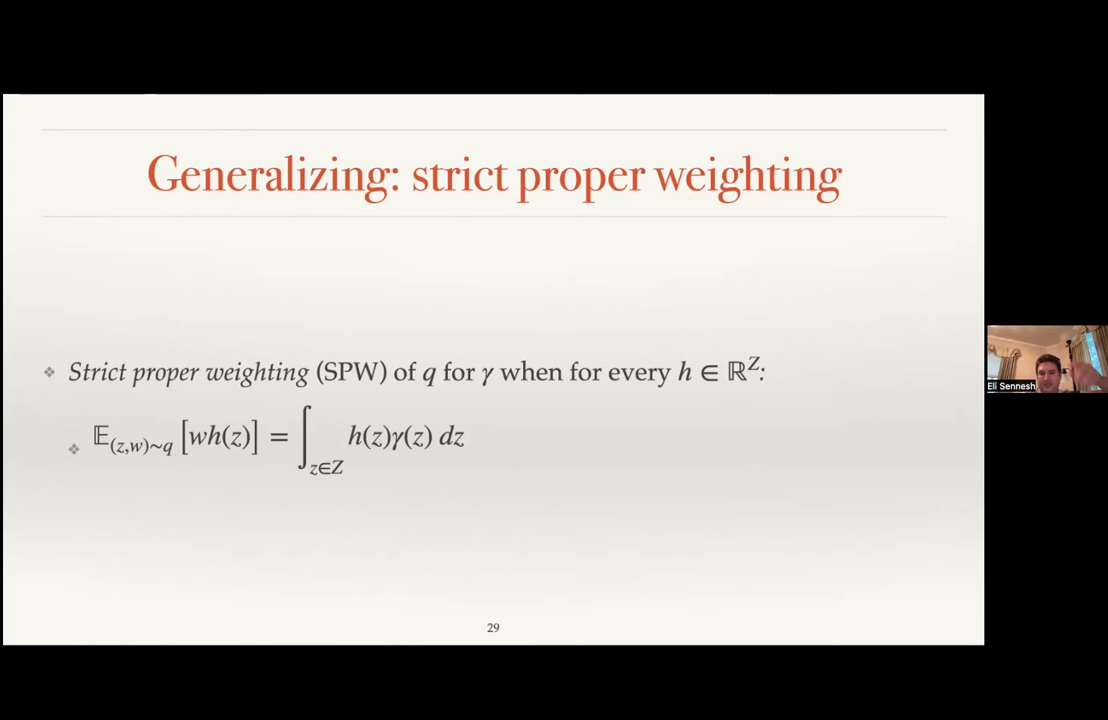 Generalizing: strict proper weighting
❖ Strict proper weighting (SPW) of q for γ when for every h ∈ ℝ^Z:
❖ 𝔼_{(z,w)∼q} [wh(z)] = ∫_{z∈Z} h(z)γ(z) dz
Eli Sennesh
29